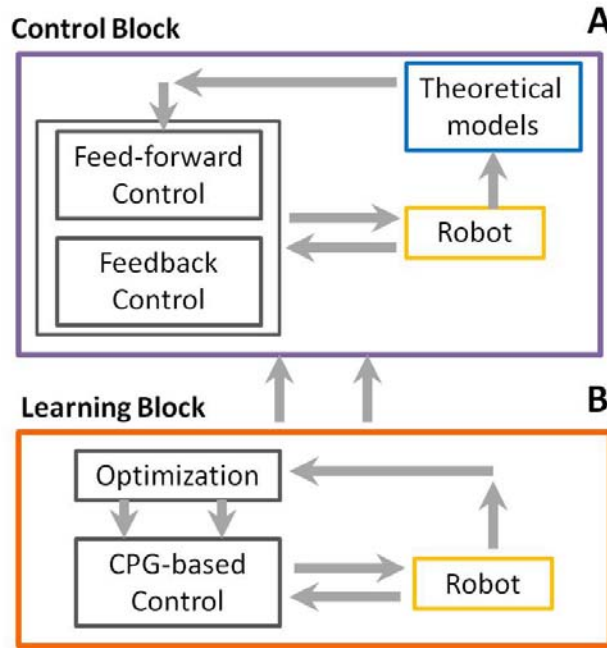 Control Block
A
Theoretical
models
Feed-forward
Control
Robot
Feedback
Control
Learning Block
B
Optimization
CPG-based
Control
Robot